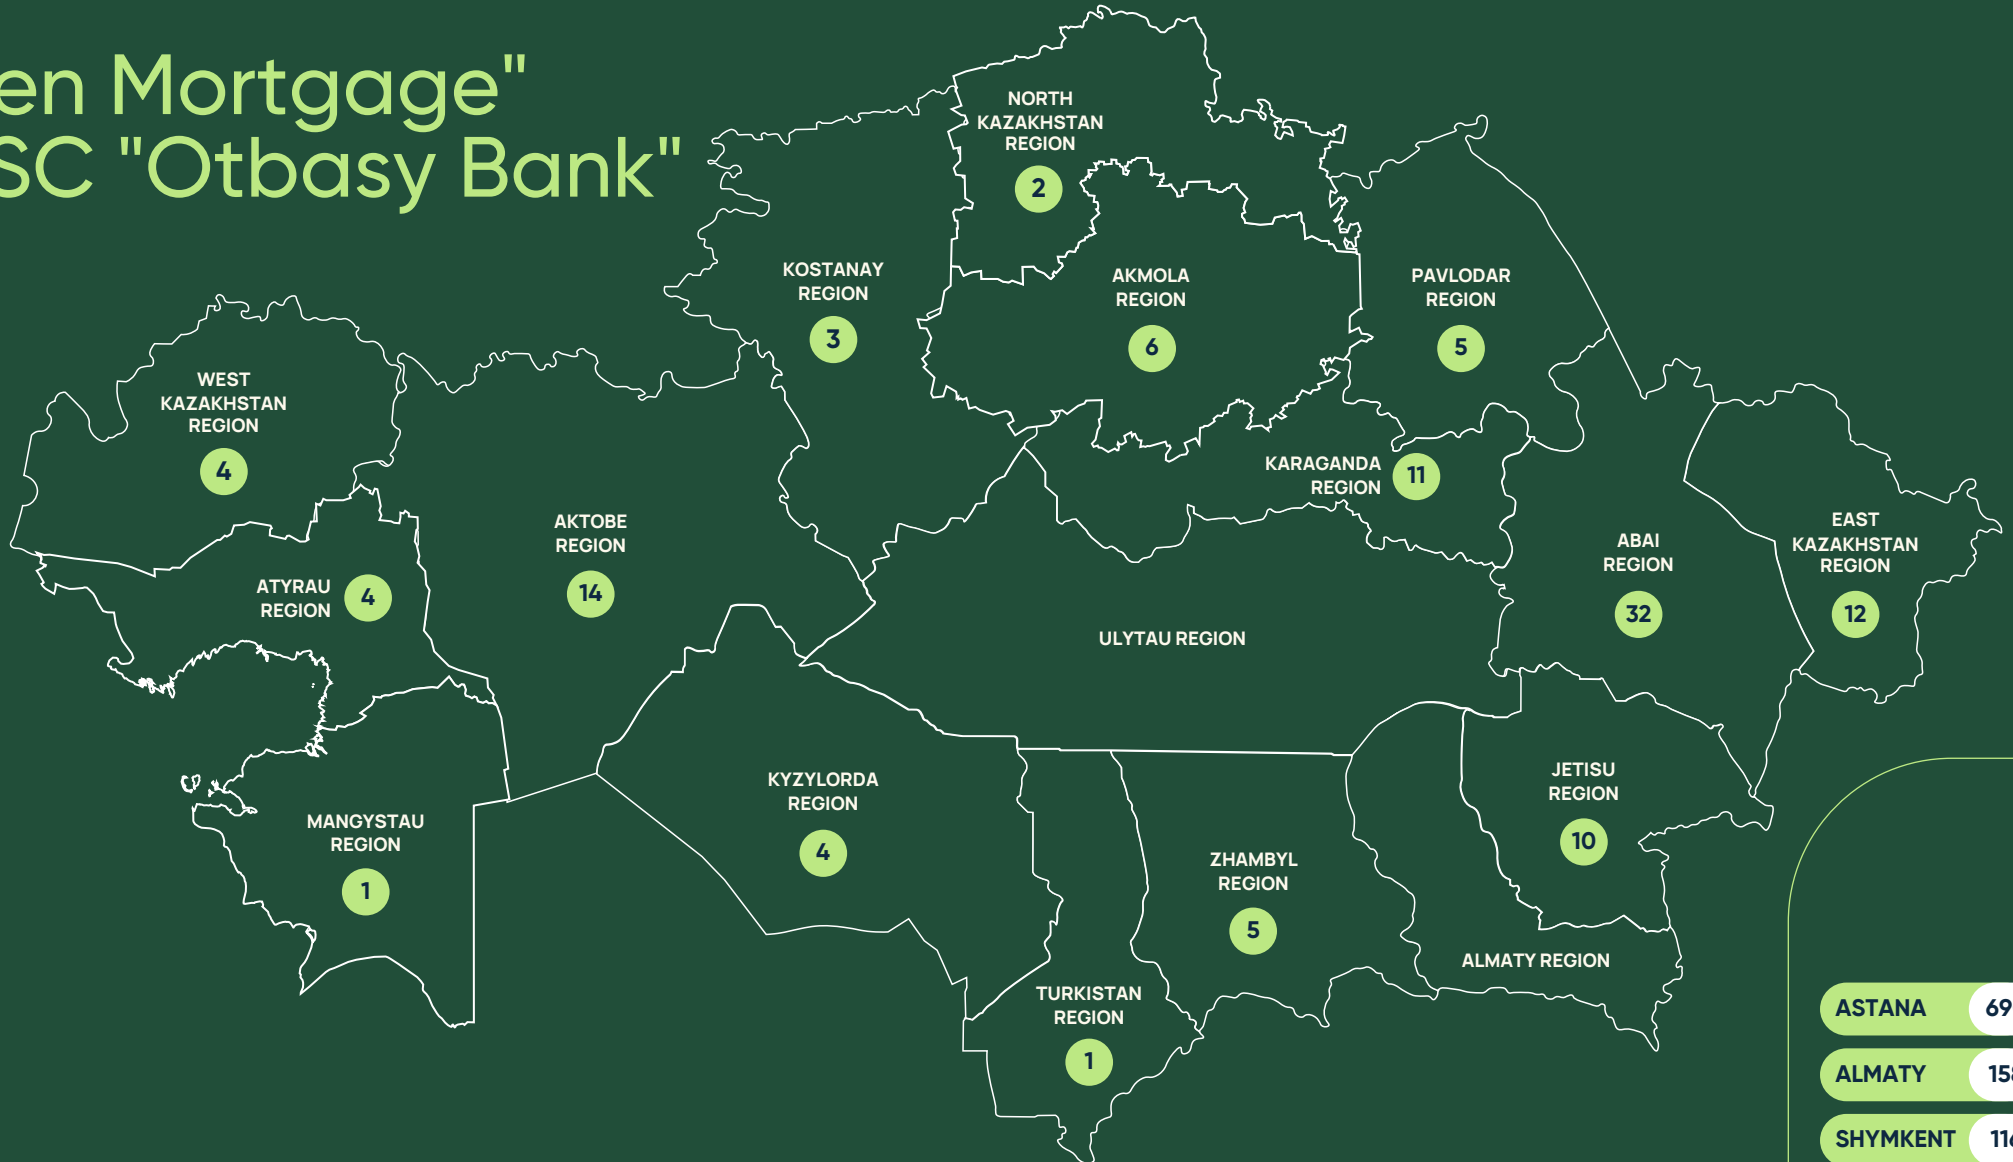 en Mortgage"
SC "Otbasy Bank"
NORTH
KAZAKHSTAN
REGION
2
KOSTANAY
REGION
3
AKMOLA
REGION
6
PAVLODAR
REGION
5
WEST
KAZAKHSTAN
REGION
4
KARAGANDA
REGION
11
AKTOBE
REGION
14
ATYRAU
REGION
4
ABAI
REGION
32
EAST
KAZAKHSTAN
REGION
12
ULYTAU REGION
MANGYSTAU
REGION
1
KYZYLORDA
REGION
4
JETISU
REGION
10
ZHAMBYL
REGION
5
ALMATY REGION
TURKISTAN
REGION
1
ASTANA 69
ALMATY 158
SHYMKENT 116